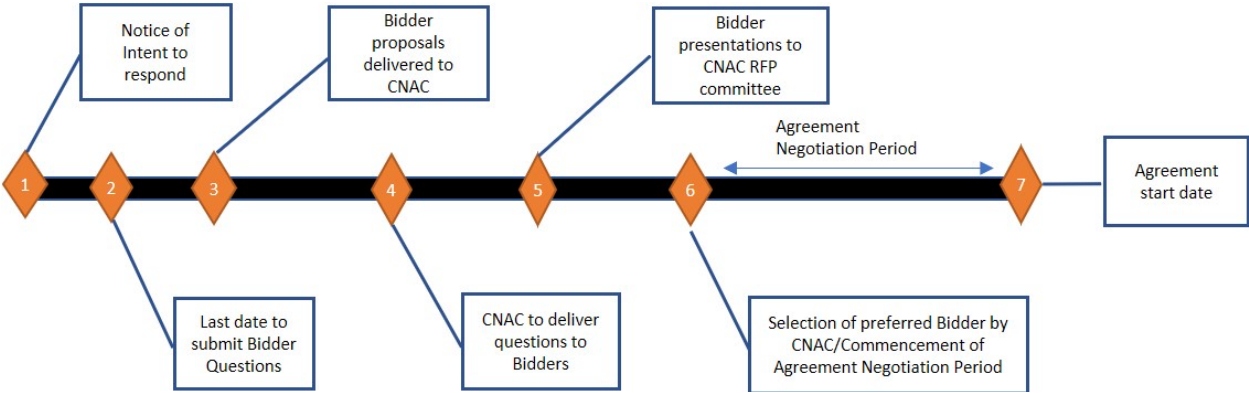 Notice of
Intent to
respond
Bidder
proposals
delivered to
CNAC
Bidder
presentations to
CNAC RFP
committee
Agreement
Negotiation Period
Agreement
start date
1
2
3
4
5
6
7
Last date to
submit Bidder
Questions
CNAC to deliver
questions to
Bidders
Selection of preferred Bidder by
CNAC/Commencement of
Agreement Negotiation Period